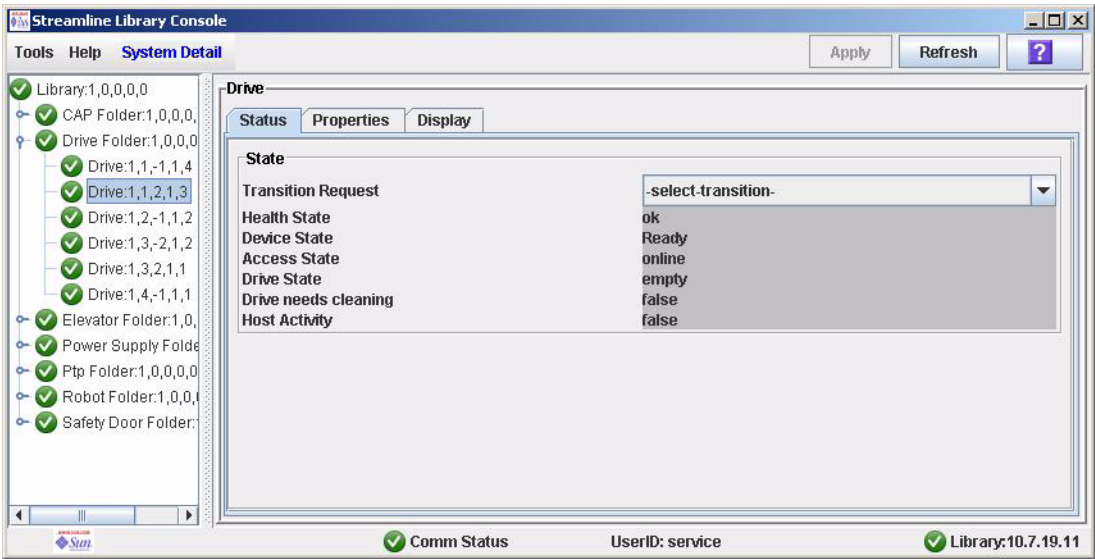 Streamline Library Console
Tools Help System Detail
Apply Refresh ?
Library:1,0,0,0,0
CAP Folder:1,0,0,0,
Drive Folder:1,0,0,0
Drive:1,1,-1,1,4
Drive:1,1,2,1,3
Drive:1,2,-1,1,2
Drive:1,3,-2,1,2
Drive:1,3,2,1,1
Drive:1,4,-1,1,1
Elevator Folder:1,0,
Power Supply Folde
Ptp Folder:1,0,0,0,0
Robot Folder:1,0,0,
Safety Door Folder:
Drive
Status Properties Display
State
Transition Request -select-transition-
Health State ok
Device State Ready
Access State online
Drive State empty
Drive needs cleaning false
Host Activity false
Sun
Comm Status
UserID: service
Library:10.7.19.11